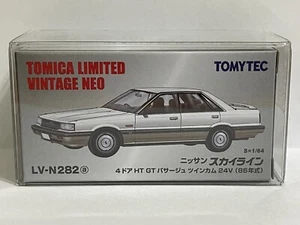 TOMICA LIMITED
VINTAGE NEO
TOMYTEC
S=1/64
LV-N282ⓐ
ニッサン スカイライン
4ドア HT GT パサージュ ツインカム 24V (86年式)